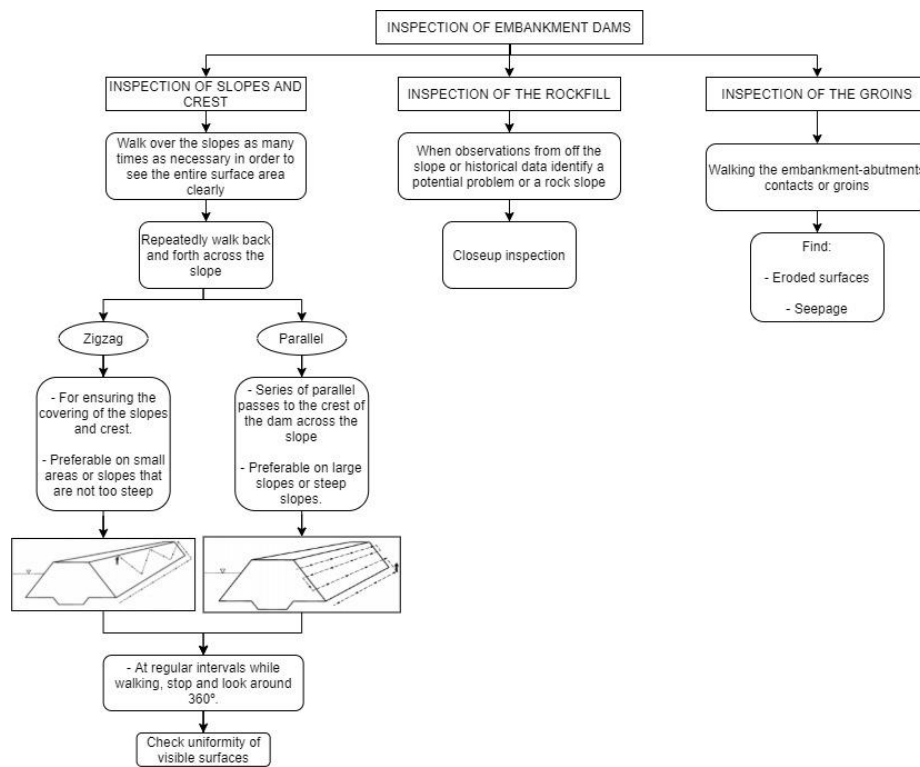 INSPECTION OF EMBANKMENT DAMS
INSPECTION OF SLOPES AND
CREST
Walk over the slopes as many
times as necessary in order to
see the entire surface area
clearly
Repeatedly walk back
and forth across the
slope
Zigzag
- For ensuring the
covering of the slopes
and crest.
- Preferable on small
areas or slopes that
are not too steep
Parallel
- Series of parallel
passes to the crest of
the dam across the
slope
- Preferable on large
slopes or steep
slopes.
- At regular intervals while
walking, stop and look around
360º.
Check uniformity of
visible surfaces
INSPECTION OF THE ROCKFILL
When observations from off the
slope or historical data identify a
potential problem or a rock slope
Closeup inspection
INSPECTION OF THE GROINS
Walking the embankment-abutments
contacts or groins
Find:
- Eroded surfaces
- Seepage